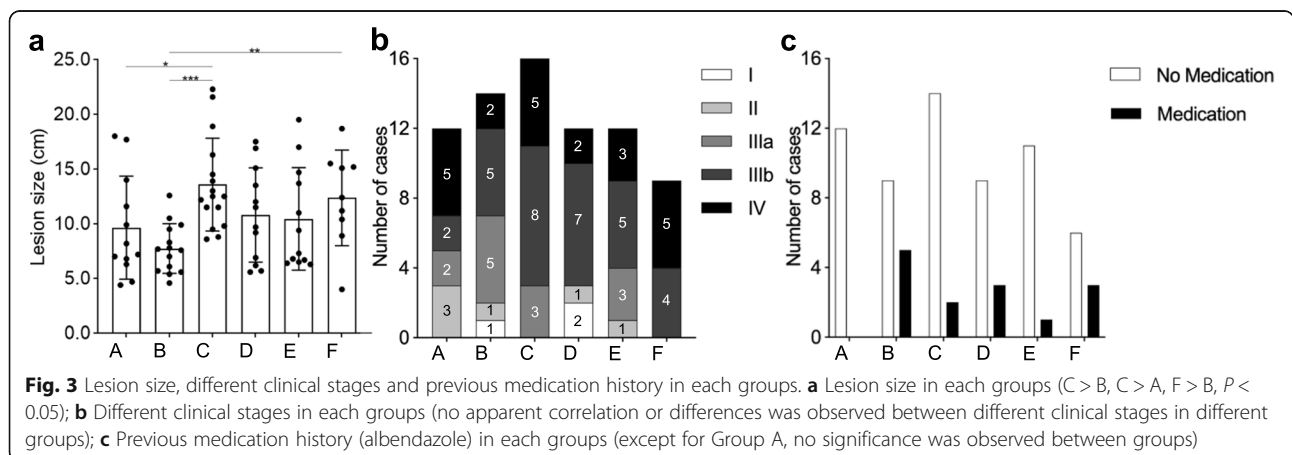 a
25.0
20.0
15.0
10.0
5.0
0.0
Lesion size (cm)
*
***
**
A B C D E F
b
16
12
8
4
0
Number of cases
5
2
2
3
2
5
5
1
1
5
8
3
2
7
1
2
3
5
3
1
5
4
A B C D E F
I
II
IIIa
IIIb
IV
c
16
12
8
4
0
Number of cases
A B C D E F
No Medication
Medication
Fig. 3 Lesion size, different clinical stages and previous medication history in each groups. a Lesion size in each groups (C > B, C > A, F > B, P <
0.05); b Different clinical stages in each groups (no apparent correlation or differences was observed between different clinical stages in different
groups); c Previous medication history (albendazole) in each groups (except for Group A, no significance was observed between groups)